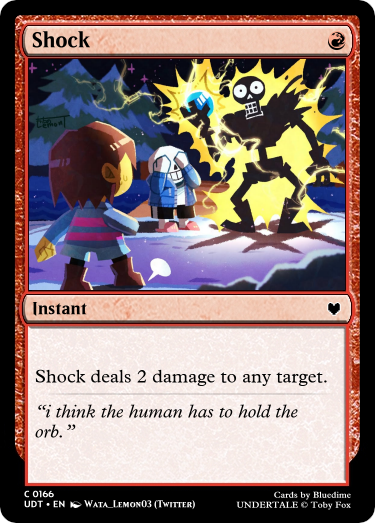 Shock
Instant
Shock deals 2 damage to any target.
“i think the human has to hold the
orb.”
C 0166
Cards by Bluedime
UDT • EN Wata_Lemon03 (Twitter)
UNDERTALE © Toby Fox